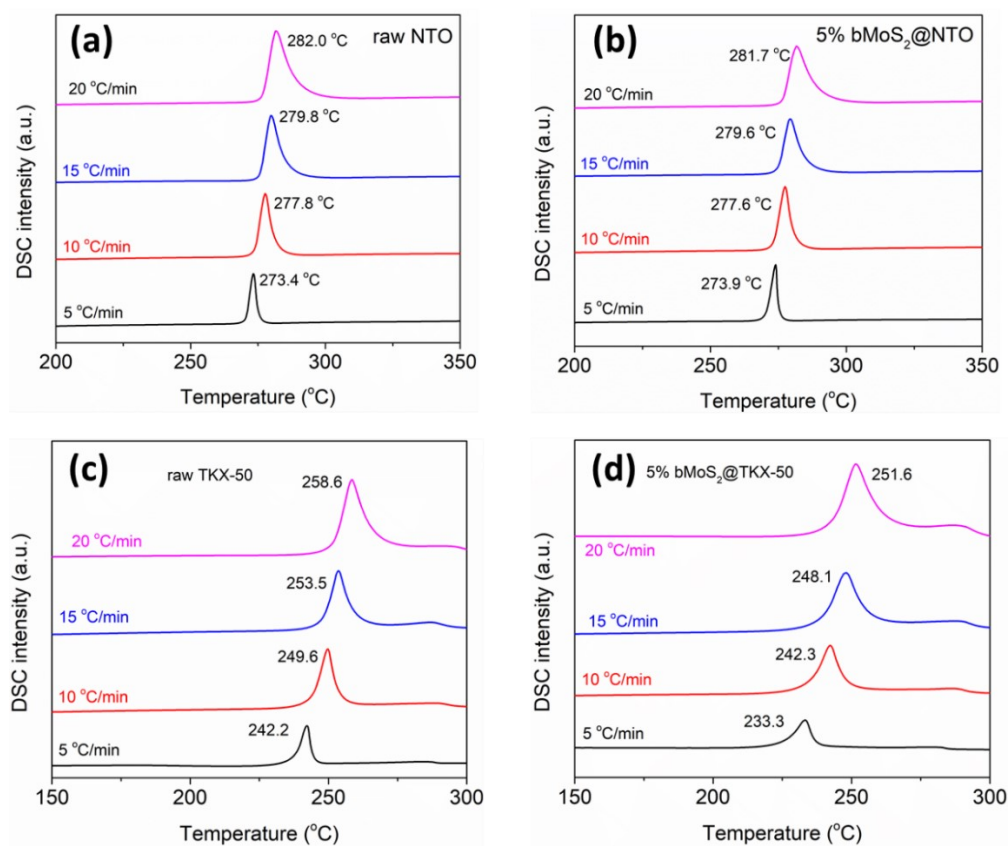 (a)
raw NTO
282.0 °C
20 °C/min
279.8 °C
15 °C/min
277.8 °C
10 °C/min
273.4 °C
5 °C/min
DSC intensity (a.u.)
200 250 300 350
Temperature (°C)
(b)
5% bMoS₂@NTO
281.7 °C
20 °C/min
279.6 °C
15 °C/min
277.6 °C
10 °C/min
273.9 °C
5 °C/min
DSC intensity (a.u.)
200 250 300 350
Temperature (°C)
(c)
raw TKX-50
258.6
20 °C/min
253.5
15 °C/min
249.6
10 °C/min
242.2
5 °C/min
DSC intensity (a.u.)
150 200 250 300
Temperature (°C)
(d)
5% bMoS₂@TKX-50
251.6
20 °C/min
248.1
15 °C/min
242.3
10 °C/min
233.3
5 °C/min
DSC intensity (a.u.)
150 200 250 300
Temperature (°C)